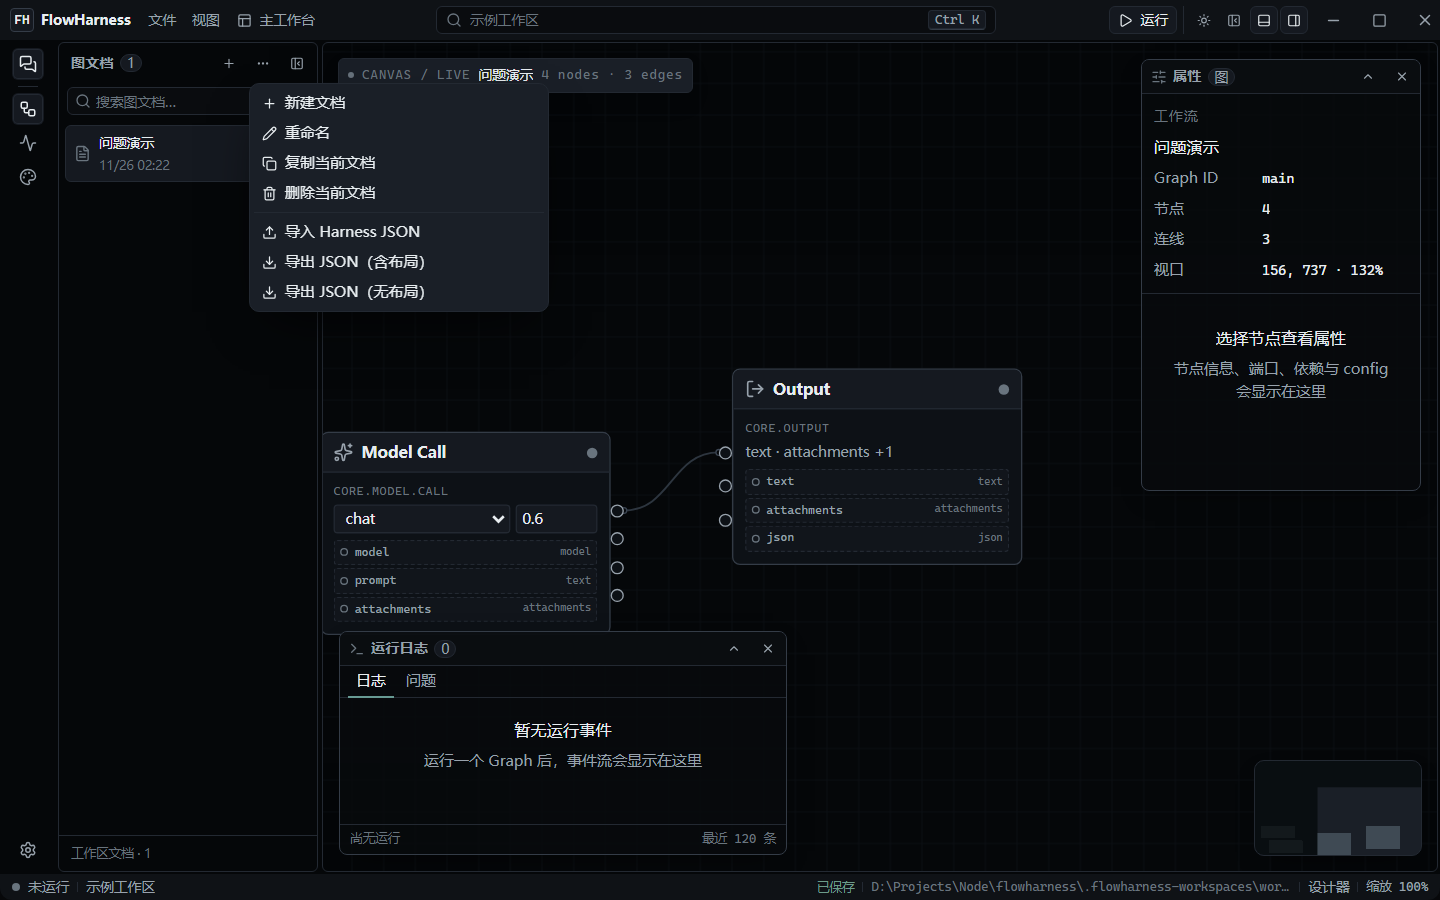 FH FlowHarness 文件 视图 主工作台 示例工作区 Ctrl K 运行
图文档 1
搜索图文档...
问题演示
11/26 02:22
新建文档
重命名
复制当前文档
删除当前文档
导入 Harness JSON
导出 JSON（含布局）
导出 JSON（无布局）
CANVAS / LIVE 问题演示 4 nodes · 3 edges
Model Call
CORE.MODEL.CALL
chat 0.6
model model
prompt text
attachments attachments
Output
CORE.OUTPUT
text · attachments +1
text text
attachments attachments
json json
属性 图
工作流
问题演示
Graph ID main
节点 4
连线 3
视口 156, 737 · 132%
选择节点查看属性
节点信息、端口、依赖与 config
会显示在这里
运行日志 0
日志 问题
暂无运行事件
运行一个 Graph 后，事件流会显示在这里
尚无运行 最近 120 条
工作区文档 · 1
未运行 示例工作区 已保存 D:\Projects\Node\flowharness\.flowharness-workspaces\wor… 设计器 缩放 100%